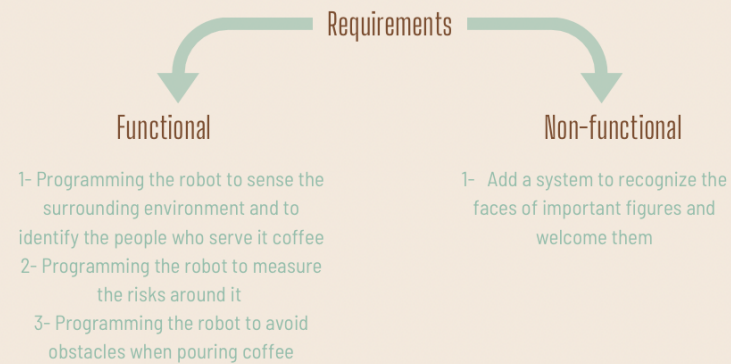 Requirements
Functional
1- Programming the robot to sense the
surrounding environment and to
identify the people who serve it coffee
2- Programming the robot to measure
the risks around it
3- Programming the robot to avoid
obstacles when pouring coffee
Non-functional
1- Add a system to recognize the
faces of important figures and
welcome them